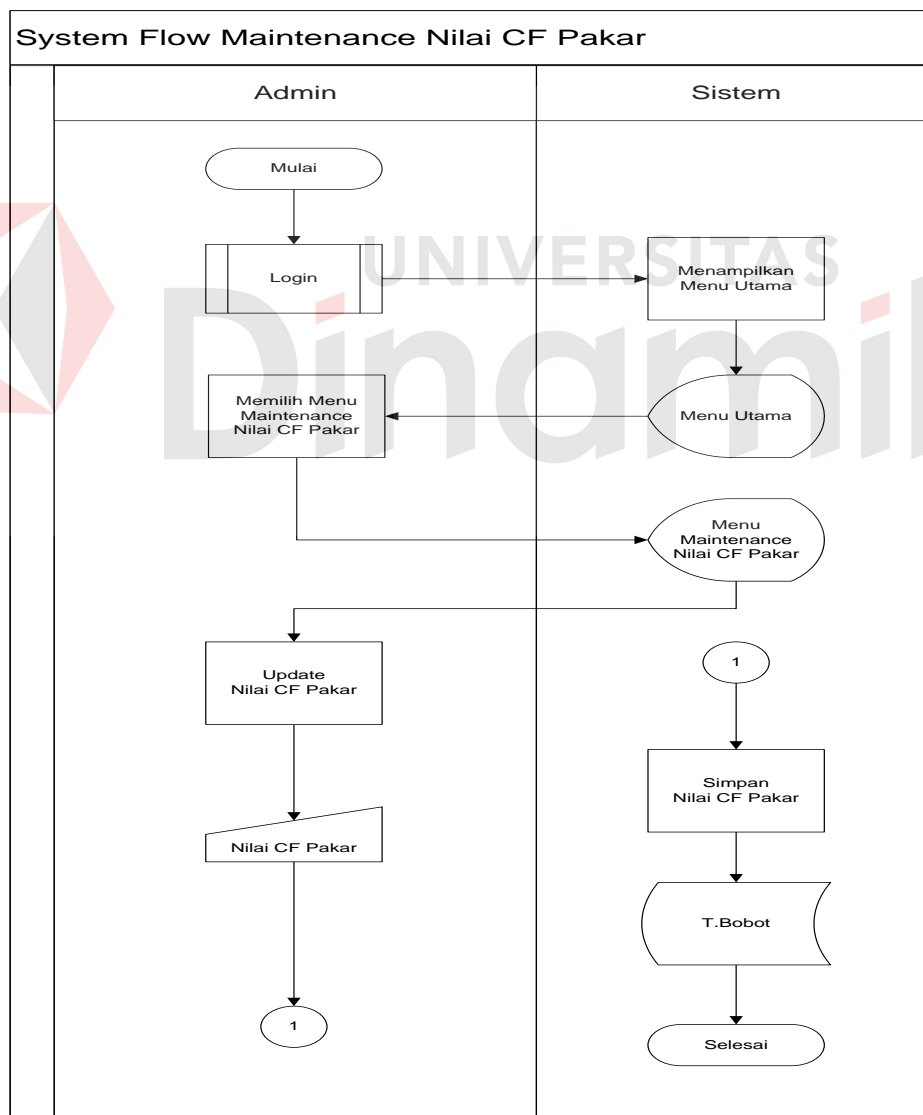 System Flow Maintenance Nilai CF Pakar
Admin
Sistem
Mulai
Login
Menampilkan
Menu Utama
Memilih Menu
Maintenance
Nilai CF Pakar
Menu Utama
Menu
Maintenance
Nilai CF Pakar
Update
Nilai CF Pakar
1
Simpan
Nilai CF Pakar
Nilai CF Pakar
T.Bobot
1
Selesai
UNIVERSITAS